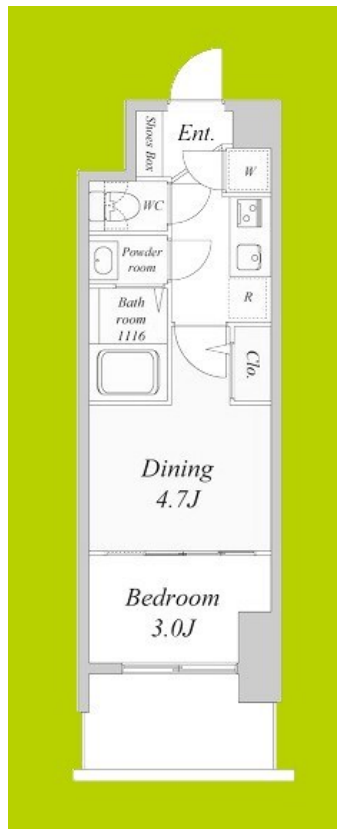 Ent.
Shoes Box
W
WC
Powder
room
Bath
room
1116
R
Clo.
Dining
4.7J
Bedroom
3.0J